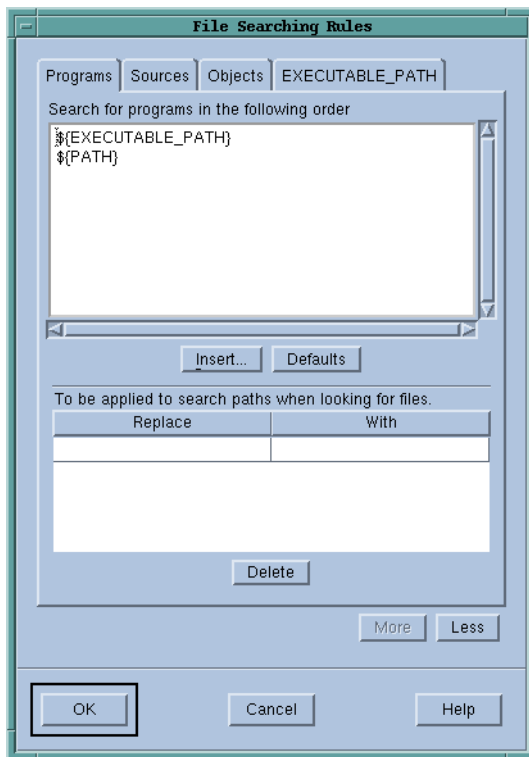 File Searching Rules
Programs Sources Objects EXECUTABLE_PATH
Search for programs in the following order
${EXECUTABLE_PATH}
${PATH}
Insert... Defaults
To be applied to search paths when looking for files.
Replace With
Delete
More Less
OK Cancel Help